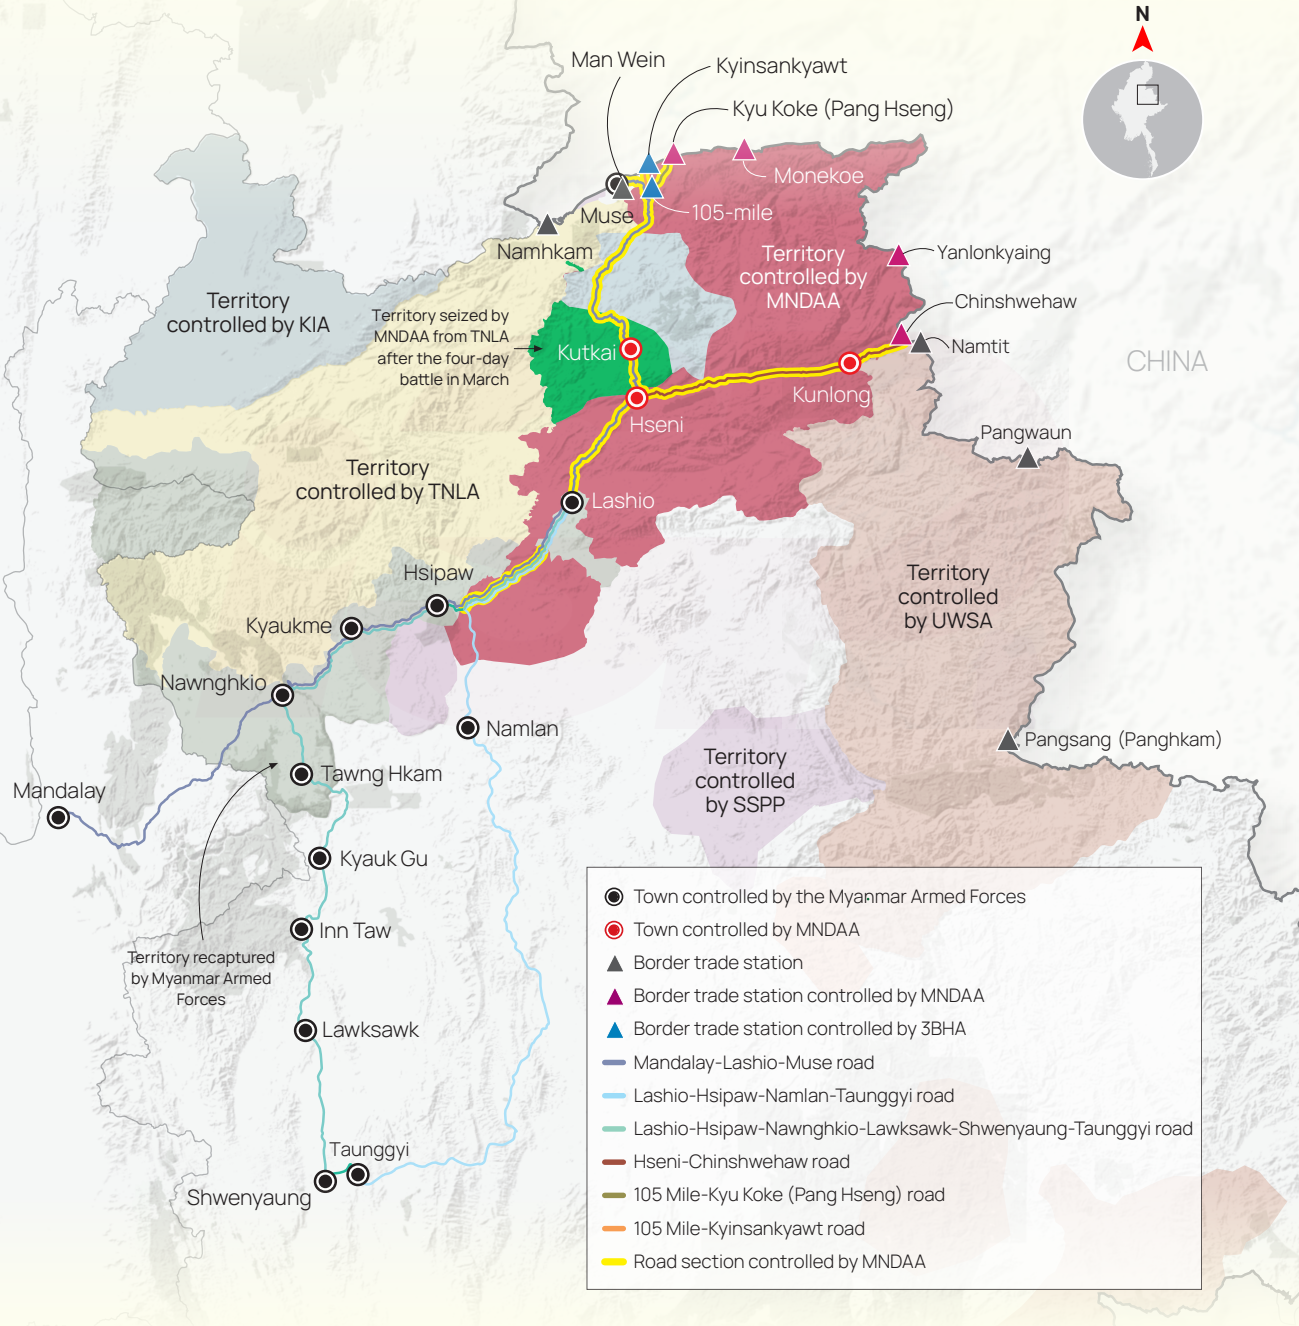 N
Man Wein
Kyinsankyawt
Kyu Koke (Pang Hseng)
Monekoe
Muse
105-mile
Namhkam
Territory
controlled by
MNDAA
Yanlonkyaing
Territory
controlled by KIA
Chinshwehaw
Territory seized by
MNDAA from TNLA
after the four-day
battle in March
Kutkai
Namtit
CHINA
Kunlong
Hseni
Pangwaun
Territory
controlled by TNLA
Lashio
Hsipaw
Territory
controlled
by UWSA
Kyaukme
Nawnghkio
Namlan
Pangsang (Panghkam)
Territory
controlled
by SSPP
Tawng Hkam
Mandalay
Kyauk Gu
Inn Taw
Territory recaptured
by Myanmar Armed
Forces
Lawksawk
Taunggyi
Shwenyaung
Town controlled by the Myanmar Armed Forces
Town controlled by MNDAA
Border trade station
Border trade station controlled by MNDAA
Border trade station controlled by 3BHA
Mandalay-Lashio-Muse road
Lashio-Hsipaw-Namlan-Taunggyi road
Lashio-Hsipaw-Nawnghkio-Lawksawk-Shwenyaung-Taunggyi road
Hseni-Chinshwehaw road
105 Mile-Kyu Koke (Pang Hseng) road
105 Mile-Kyinsankyawt road
Road section controlled by MNDAA